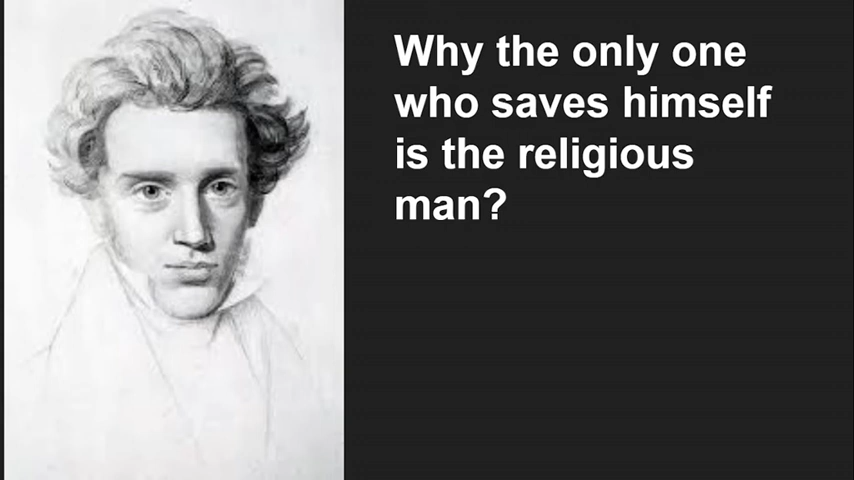 Why the only one
who saves himself
is the religious
man?